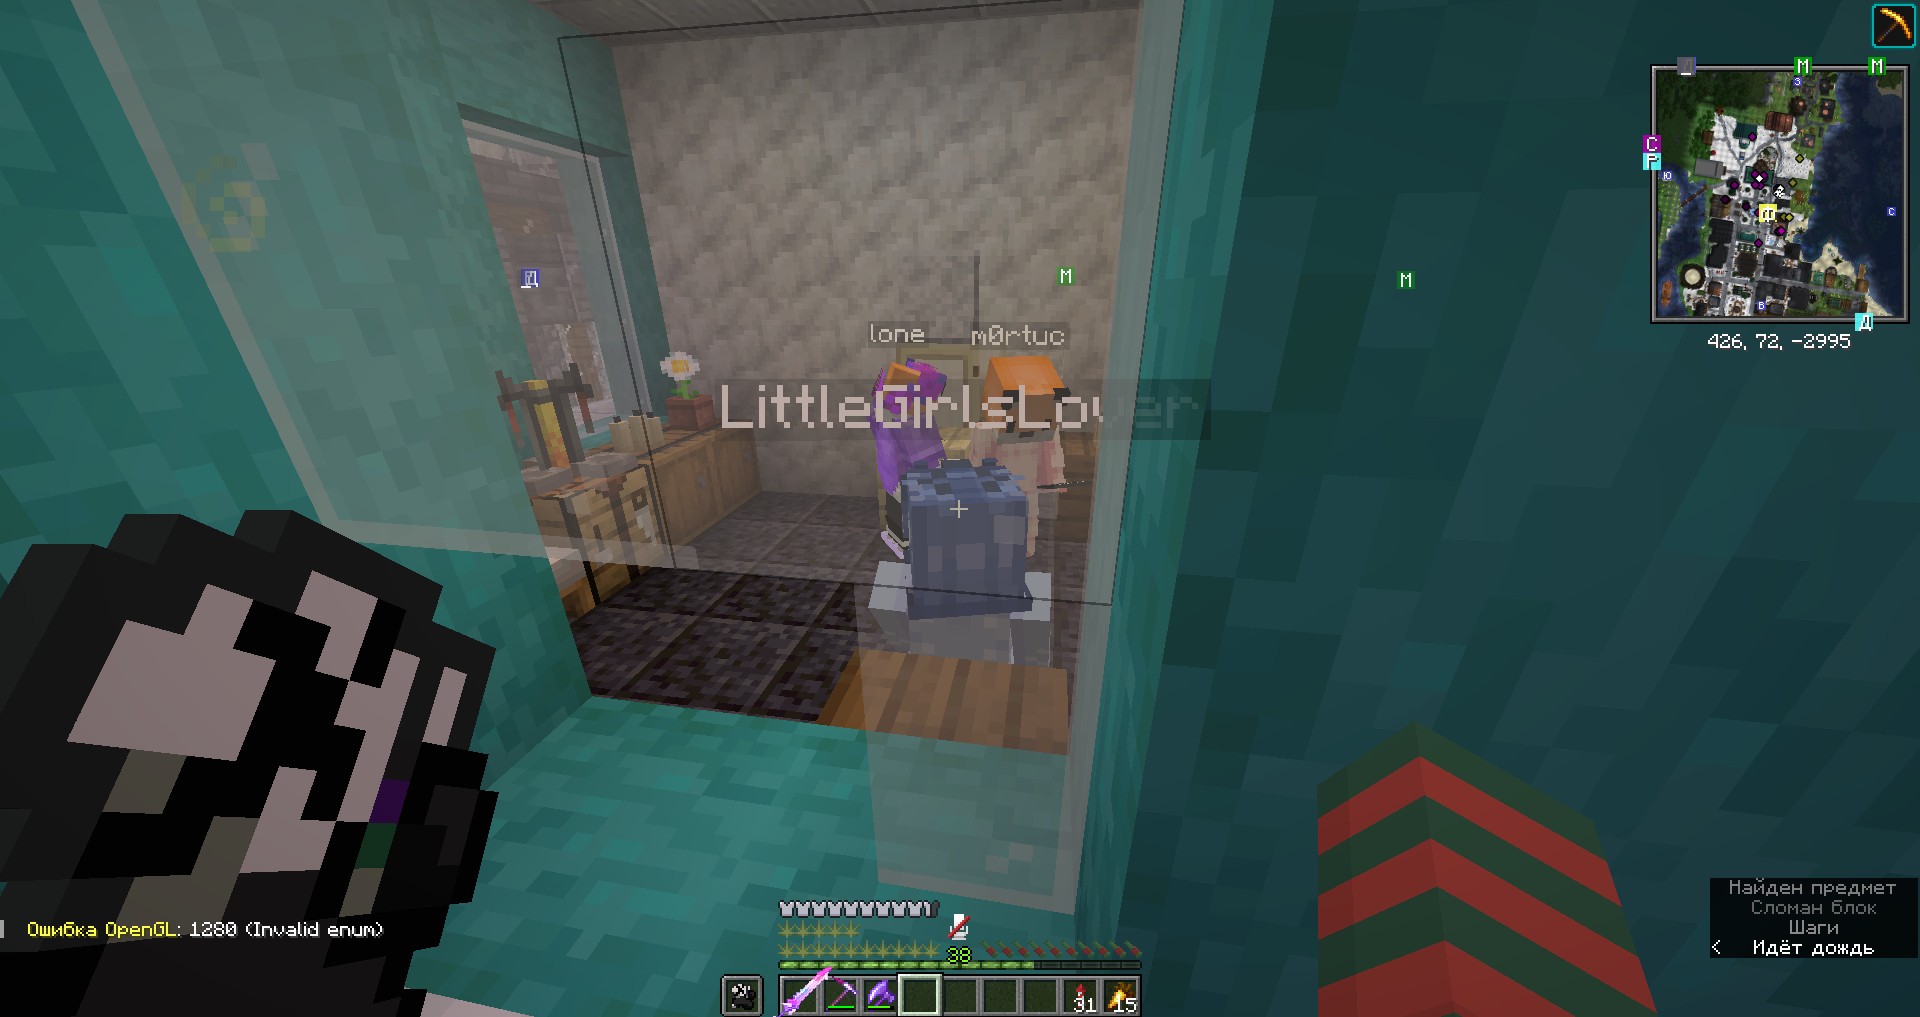 M M
З
С
Р
Ю
С
В
Д
426, 72, -2995
Д
M
M
lone
m0rtuc
LittleGirlsLover
Ошибка OpenGL: 1280 (Invalid enum)
Найден предмет
Сломан блок
Шаги
< Идёт дождь
38
31
15